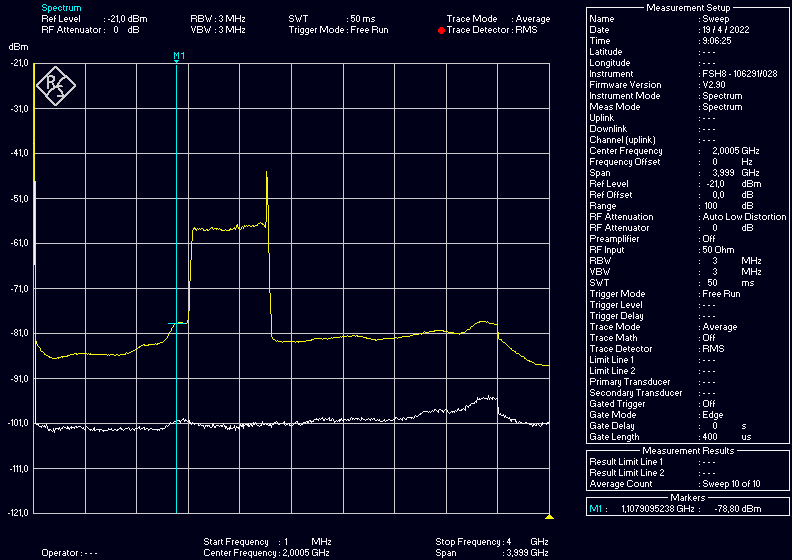 Spectrum
Ref Level : -21,0 dBm RBW : 3 MHz SWT : 50 ms Trace Mode : Average
RF Attenuator : 0 dB VBW : 3 MHz Trigger Mode : Free Run Trace Detector : RMS
dBm
M1
-21,0
R S
-31,0
-41,0
-51,0
-61,0
-71,0
-81,0
-91,0
-101,0
-111,0
-121,0
Start Frequency : 1 MHz Stop Frequency : 4 GHz
Operator : --- Center Frequency : 2,0005 GHz Span : 3,999 GHz
Measurement Setup
Name : Sweep
Date : 19/4/2022
Time : 9:06:25
Latitude : ---
Longitude : ---
Instrument : FSH8 - 106291/028
Firmware Version : V2.90
Instrument Mode : Spectrum
Meas Mode : Spectrum
Uplink : ---
Downlink : ---
Channel (uplink) : ---
Center Frequency : 2,0005 GHz
Frequency Offset : 0 Hz
Span : 3,999 GHz
Ref Level : -21,0 dBm
Ref Offset : 0,0 dB
Range : 100 dB
RF Attenuation : Auto Low Distortion
RF Attenuator : 0 dB
Preamplifier : Off
RF Input : 50 Ohm
RBW : 3 MHz
VBW : 3 MHz
SWT : 50 ms
Trigger Mode : Free Run
Trigger Level : ---
Trigger Delay : ---
Trace Mode : Average
Trace Math : Off
Trace Detector : RMS
Limit Line 1 : ---
Limit Line 2 : ---
Primary Transducer : ---
Secondary Transducer : ---
Gated Trigger : Off
Gate Mode : Edge
Gate Delay : 0 s
Gate Length : 400 us
Measurement Results
Result Limit Line 1 : ---
Result Limit Line 2 : ---
Average Count : Sweep 10 of 10
Markers
M1 : 1,1079095238 GHz : -78,80 dBm